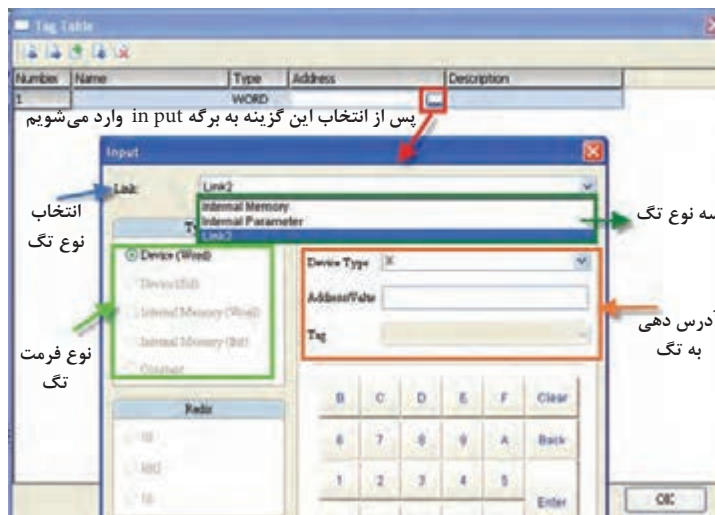 Tag Table
Number Name Type Address Description
1 WORD
پس از انتخاب این گزینه به برگه in put وارد می‌شویم
Input
Link: Link2
Internal Memory
Internal Parameter
Link2
انتخاب
نوع تگ
سه نوع تگ
Device (Word)
Device (Bit)
Internal Memory (Word)
Internal Memory (Bit)
Constant
Device Type X
Address/Value
Tag
آدرس دهی
به تگ
نوع فرمت
تگ
Radix
B C D E F Clear
6 7 8 9 A Back
1 2 3 4 5
Enter
OK